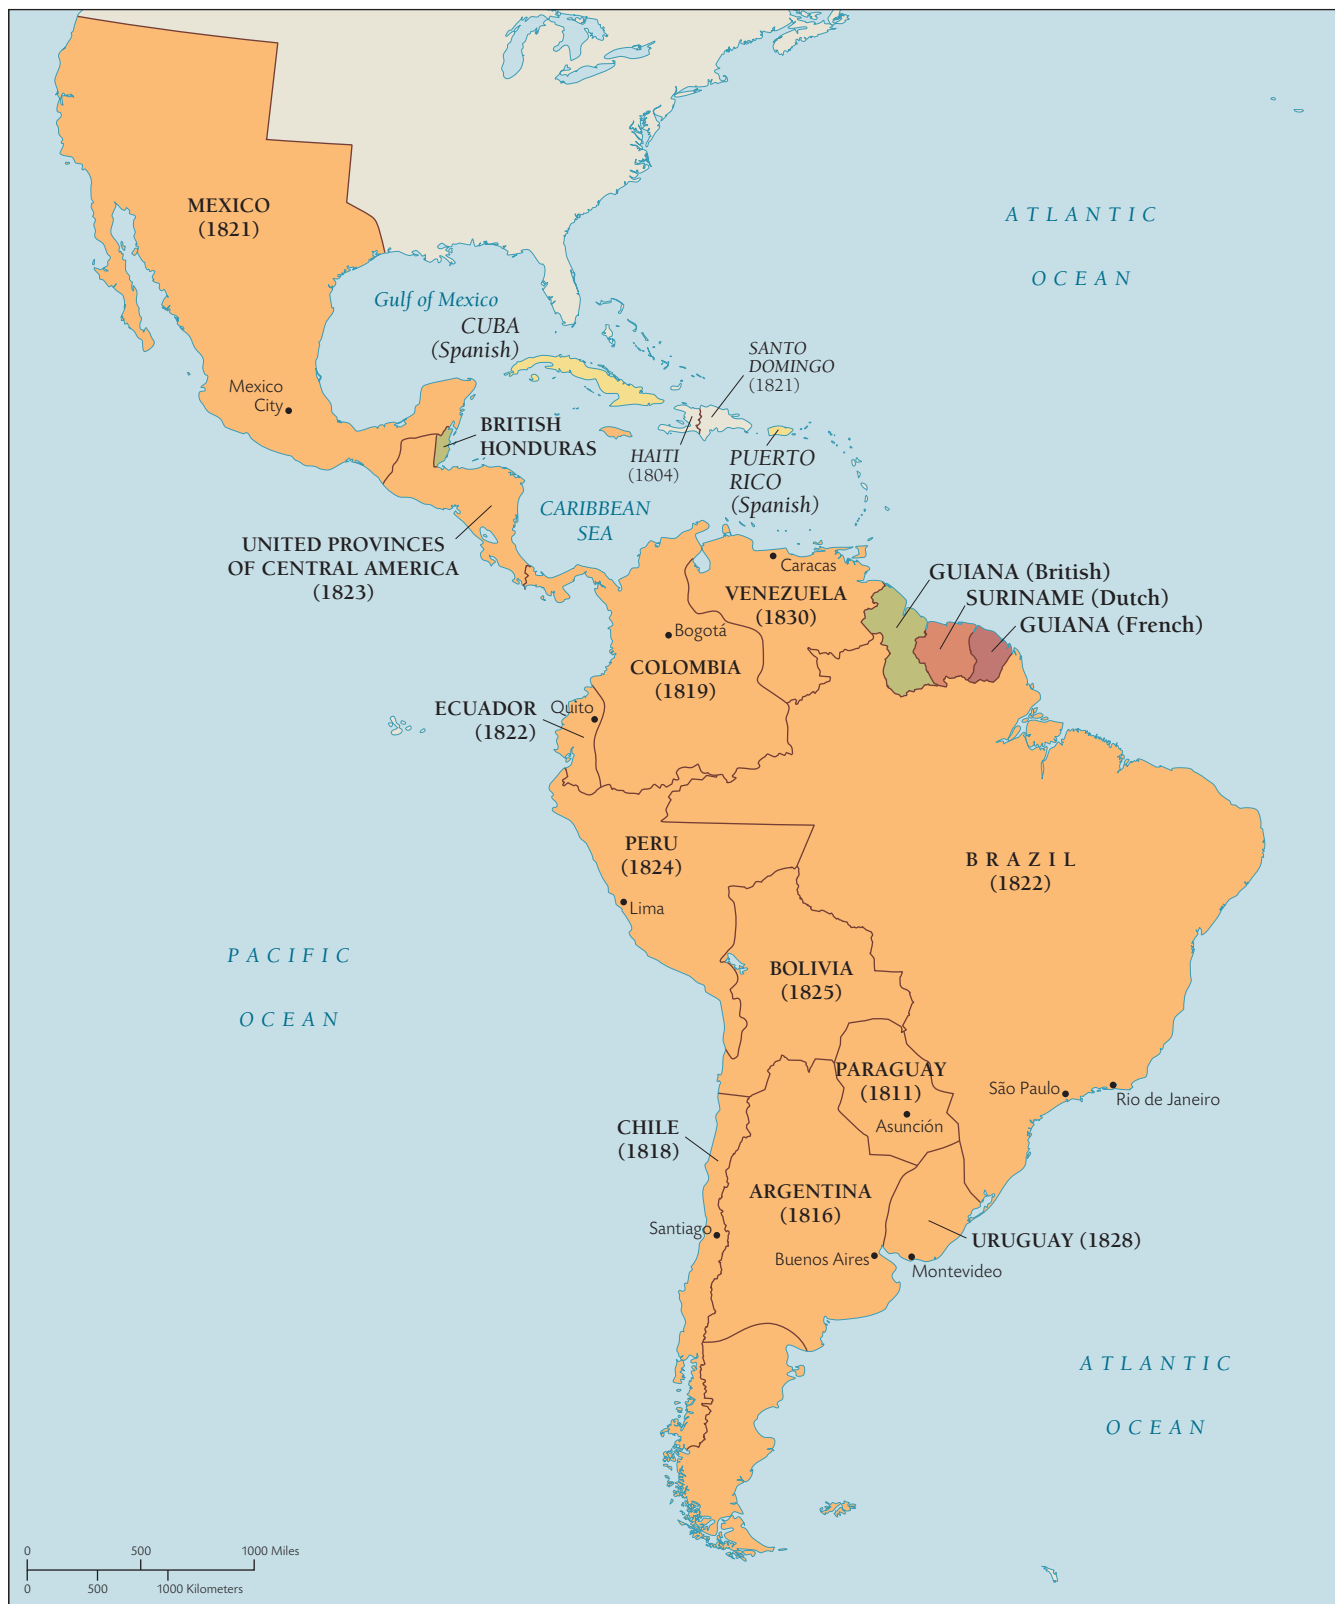 MEXICO
(1821)
ATLANTIC
OCEAN
Gulf of Mexico
CUBA
(Spanish)
SANTO
DOMINGO
(1821)
Mexico
City
BRITISH
HONDURAS
HAITI
(1804)
PUERTO
RICO
(Spanish)
CARIBBEAN
SEA
UNITED PROVINCES
OF CENTRAL AMERICA
(1823)
Caracas
VENEZUELA
(1830)
GUIANA (British)
SURINAME (Dutch)
GUIANA (French)
Bogotá
COLOMBIA
(1819)
ECUADOR
(1822)
Quito
PERU
(1824)
Lima
BRAZIL
(1822)
PACIFIC
OCEAN
BOLIVIA
(1825)
PARAGUAY
(1811)
Asunción
São Paulo
Rio de Janeiro
CHILE
(1818)
ARGENTINA
(1816)
Santiago
Buenos Aires
URUGUAY (1828)
Montevideo
ATLANTIC
OCEAN
0 500 1000 Miles
0 500 1000 Kilometers